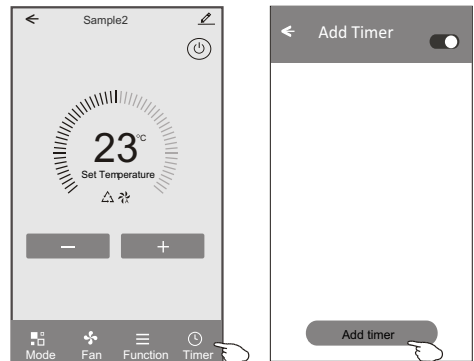 Sample2
23°C
Set Temperature
Mode Fan Function Timer
Add Timer
Add timer